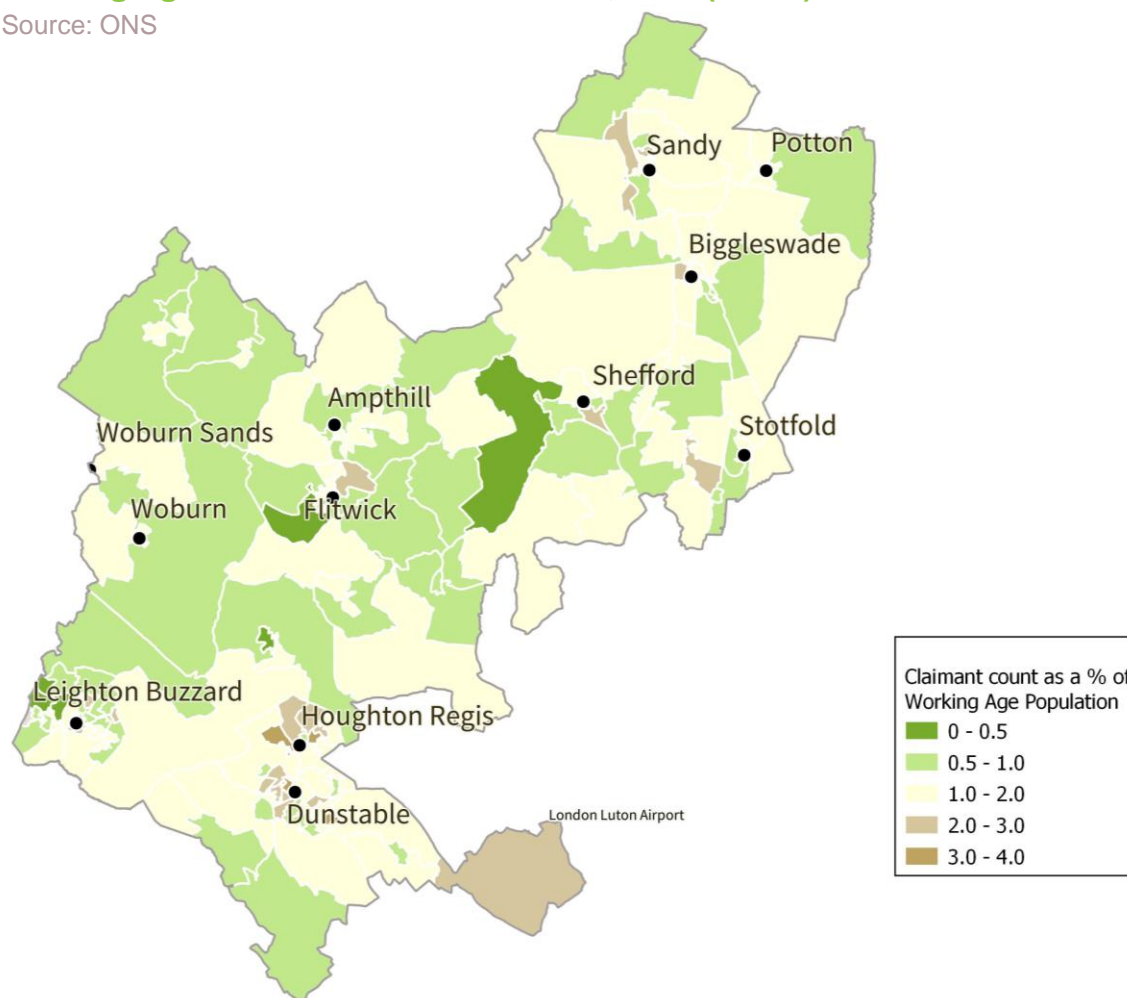 Source: ONS
Sandy
Potton
Biggleswade
Shefford
Ampthill
Stotfold
Woburn Sands
Woburn
Flitwick
Leighton Buzzard
Houghton Regis
Dunstable
London Luton Airport
Claimant count as a % of
Working Age Population
0 - 0.5
0.5 - 1.0
1.0 - 2.0
2.0 - 3.0
3.0 - 4.0